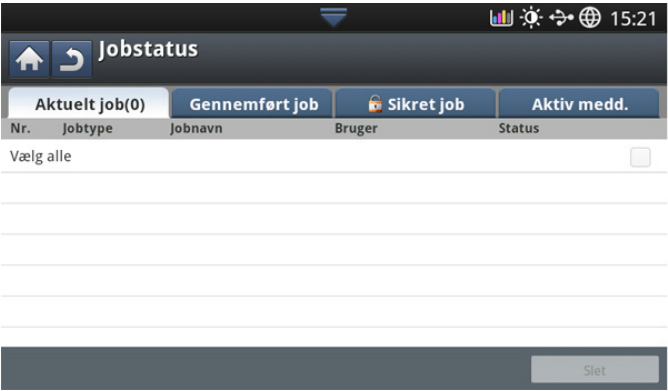 15:21
Jobstatus
Aktuelt job(0) Gennemført job Sikret job Aktiv medd.
Nr. Jobtype Jobnavn Bruger Status
Vælg alle
Slet